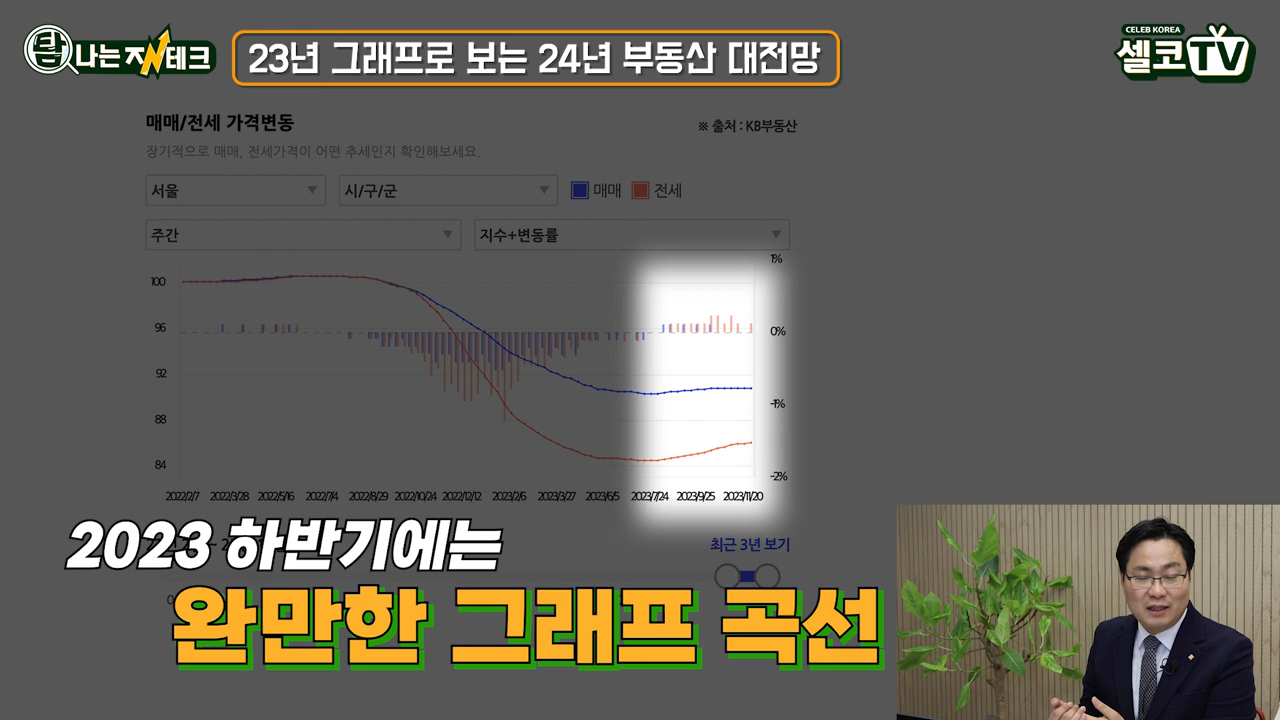 나는 재테크
23년 그래프로 보는 24년 부동산 대전망
CELEB KOREA
셀코TV
매매/전세 가격변동
※ 출처 : KB부동산
장기적으로 매매, 전세가격이 어떤 추세인지 확인해보세요.
서울
시/구/군
매매
전세
주간
지수+변동률
1%
100
96
0%
92
-1%
88
84
-2%
2022/2/7 2022/3/28 2022/5/16 2022/7/4 2022/8/29 2022/10/24 2022/12/12 2023/2/6 2023/3/27 2023/6/5 2023/7/24 2023/9/25 2023/11/20
2023 하반기에는
최근 3년 보기
완만한 그래프 곡선